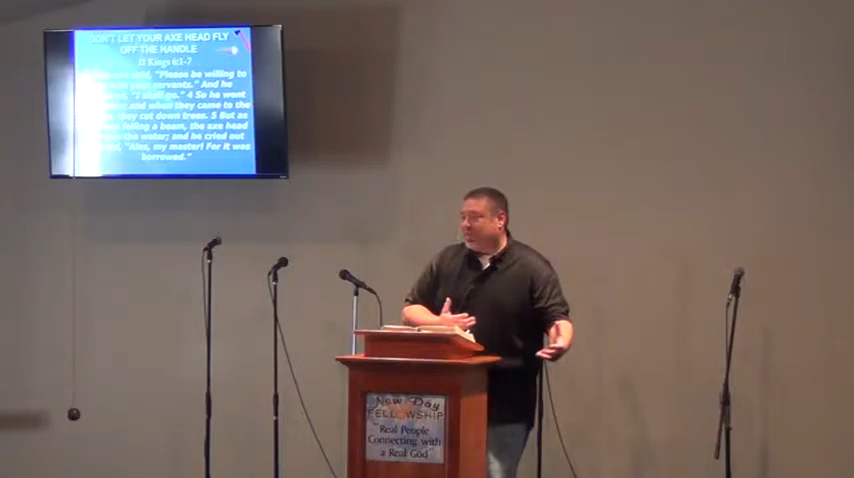 DON'T LET YOUR AXE HEAD FLY
OFF THE HANDLE
II Kings 6:1-7
said, "Please be willing to
your servants." And he
"I shall go." 4 So he went
and when they came to the
they cut down trees. 5 But as
felling a beam, the axe head
the water; and he cried out
"Alas, my master! For it was
borrowed."
New Day
FELLOWSHIP
"Real People
Connecting with
a Real God"